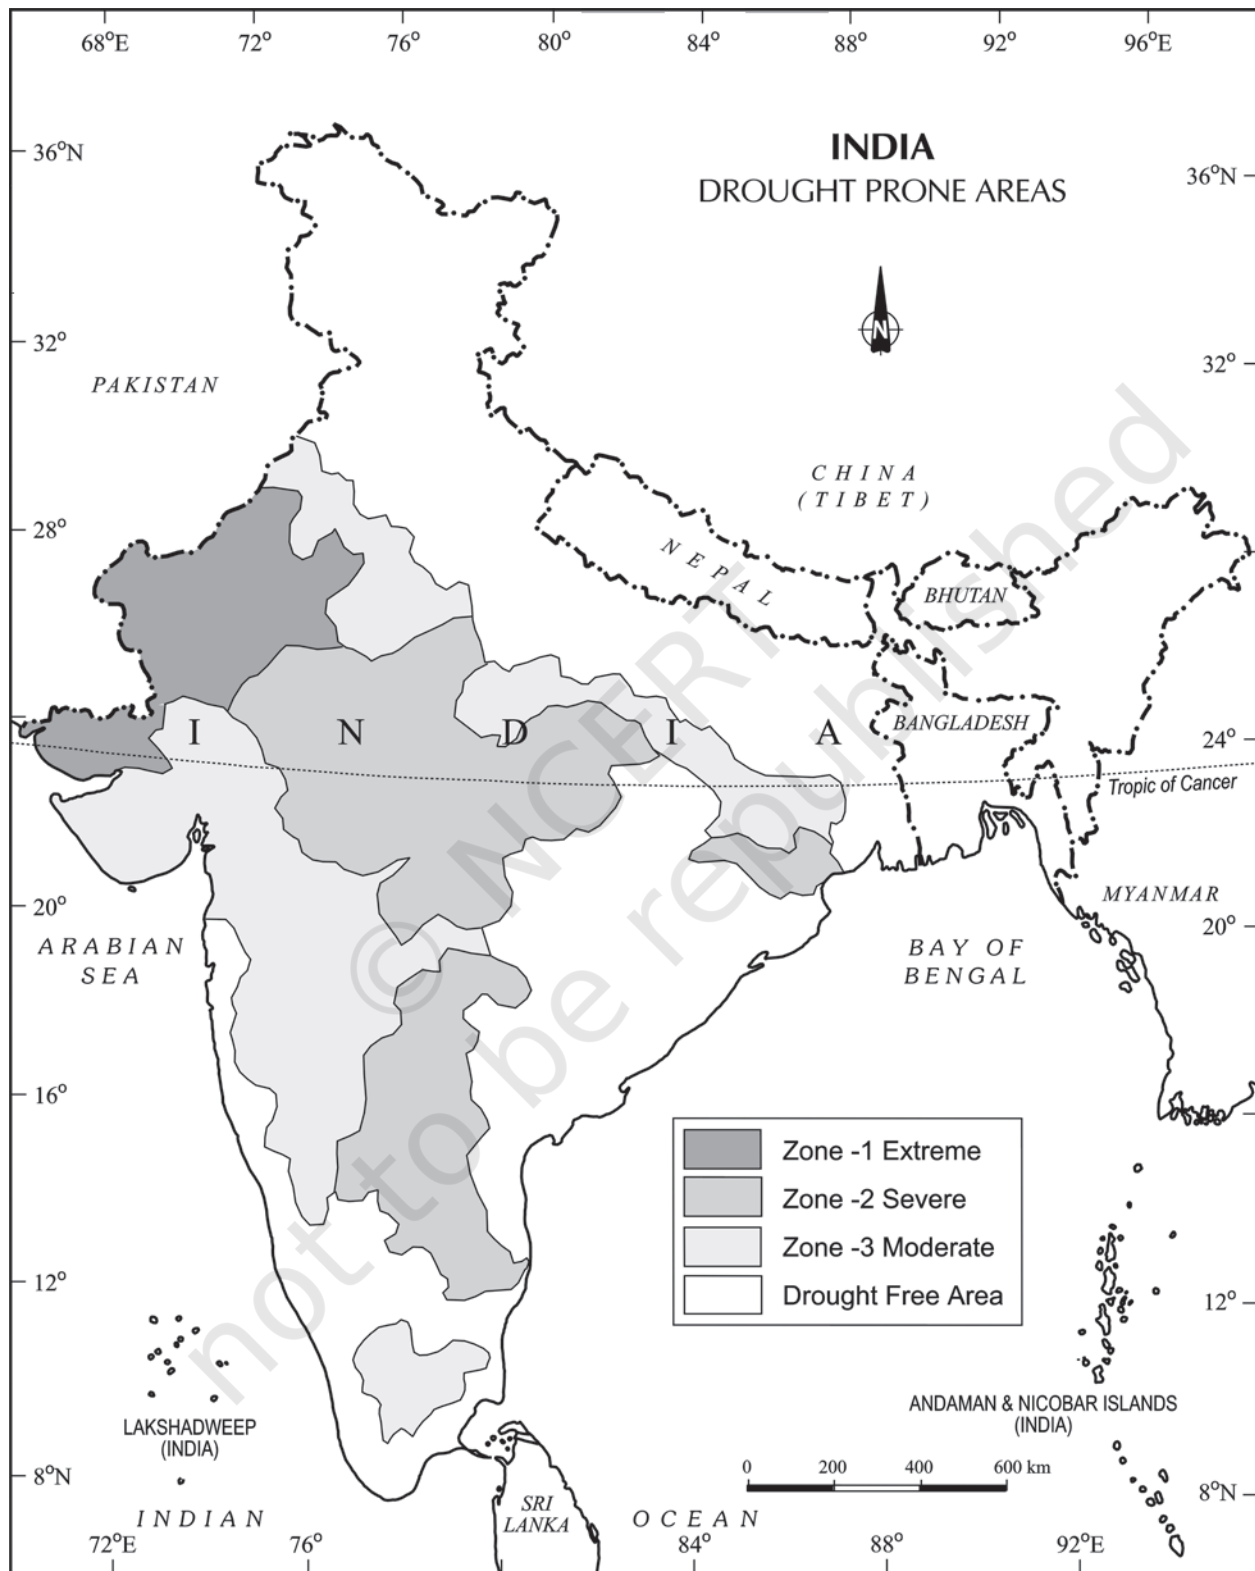 68°E 72° 76° 80° 84° 88° 92° 96°E
INDIA
DROUGHT PRONE AREAS
36°N
36°N
N
32°
32°
PAKISTAN
CHINA
(TIBET)
28°
NEPAL
BHUTAN
BANGLADESH
I N D I A
24°
Tropic of Cancer
MYANMAR
20°
20°
ARABIAN
SEA
BAY OF
BENGAL
16°
Zone -1 Extreme
Zone -2 Severe
Zone -3 Moderate
Drought Free Area
12°
12°
LAKSHADWEEP
(INDIA)
ANDAMAN & NICOBAR ISLANDS
(INDIA)
8°N
0 200 400 600 km
8°N
SRI
LANKA
INDIAN OCEAN
72°E 76° 84° 88° 92°E
© NCERT
not to be republished